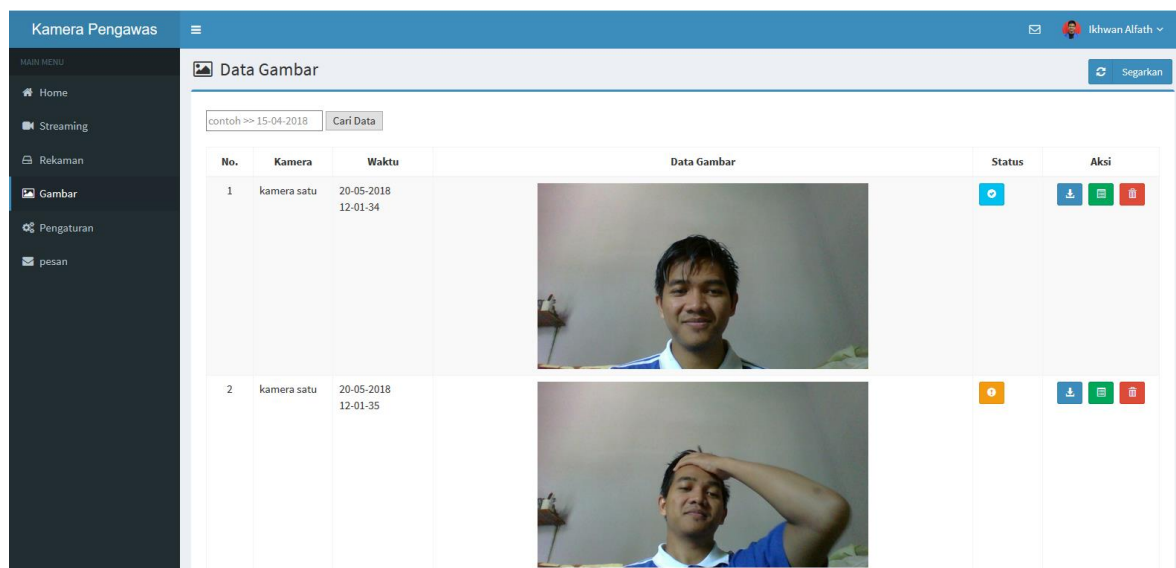 Kamera Pengawas
Ikhwan Alfath
MAIN MENU
Data Gambar
Segarkan
Home
Streaming
Rekaman
Gambar
Pengaturan
pesan
contoh >> 15-04-2018
Cari Data
No. Kamera Waktu Data Gambar Status Aksi
1 kamera satu 20-05-2018
12-01-34
2 kamera satu 20-05-2018
12-01-35